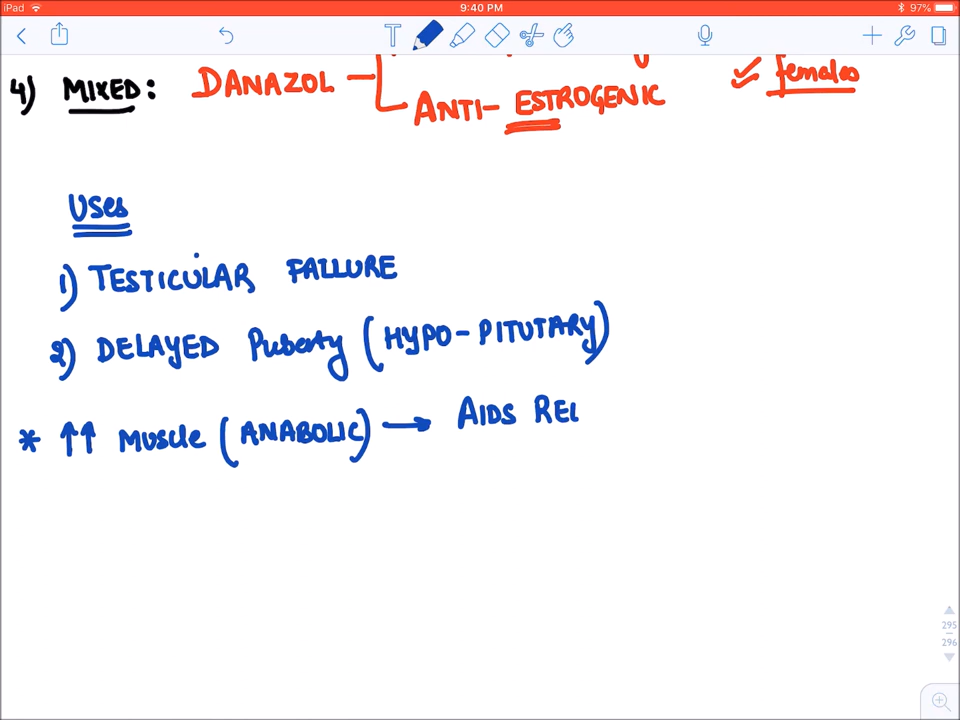 iPad 9:40 PM 97%
4) MIXED: DANAZOL ANTI-ESTROGENIC females
Uses
1) TESTICULAR FAILURE
2) DELAYED Puberty (HYPO-PITUTARY)
* ↑↑ Muscle (ANABOLIC) → AIDS REL
295
296